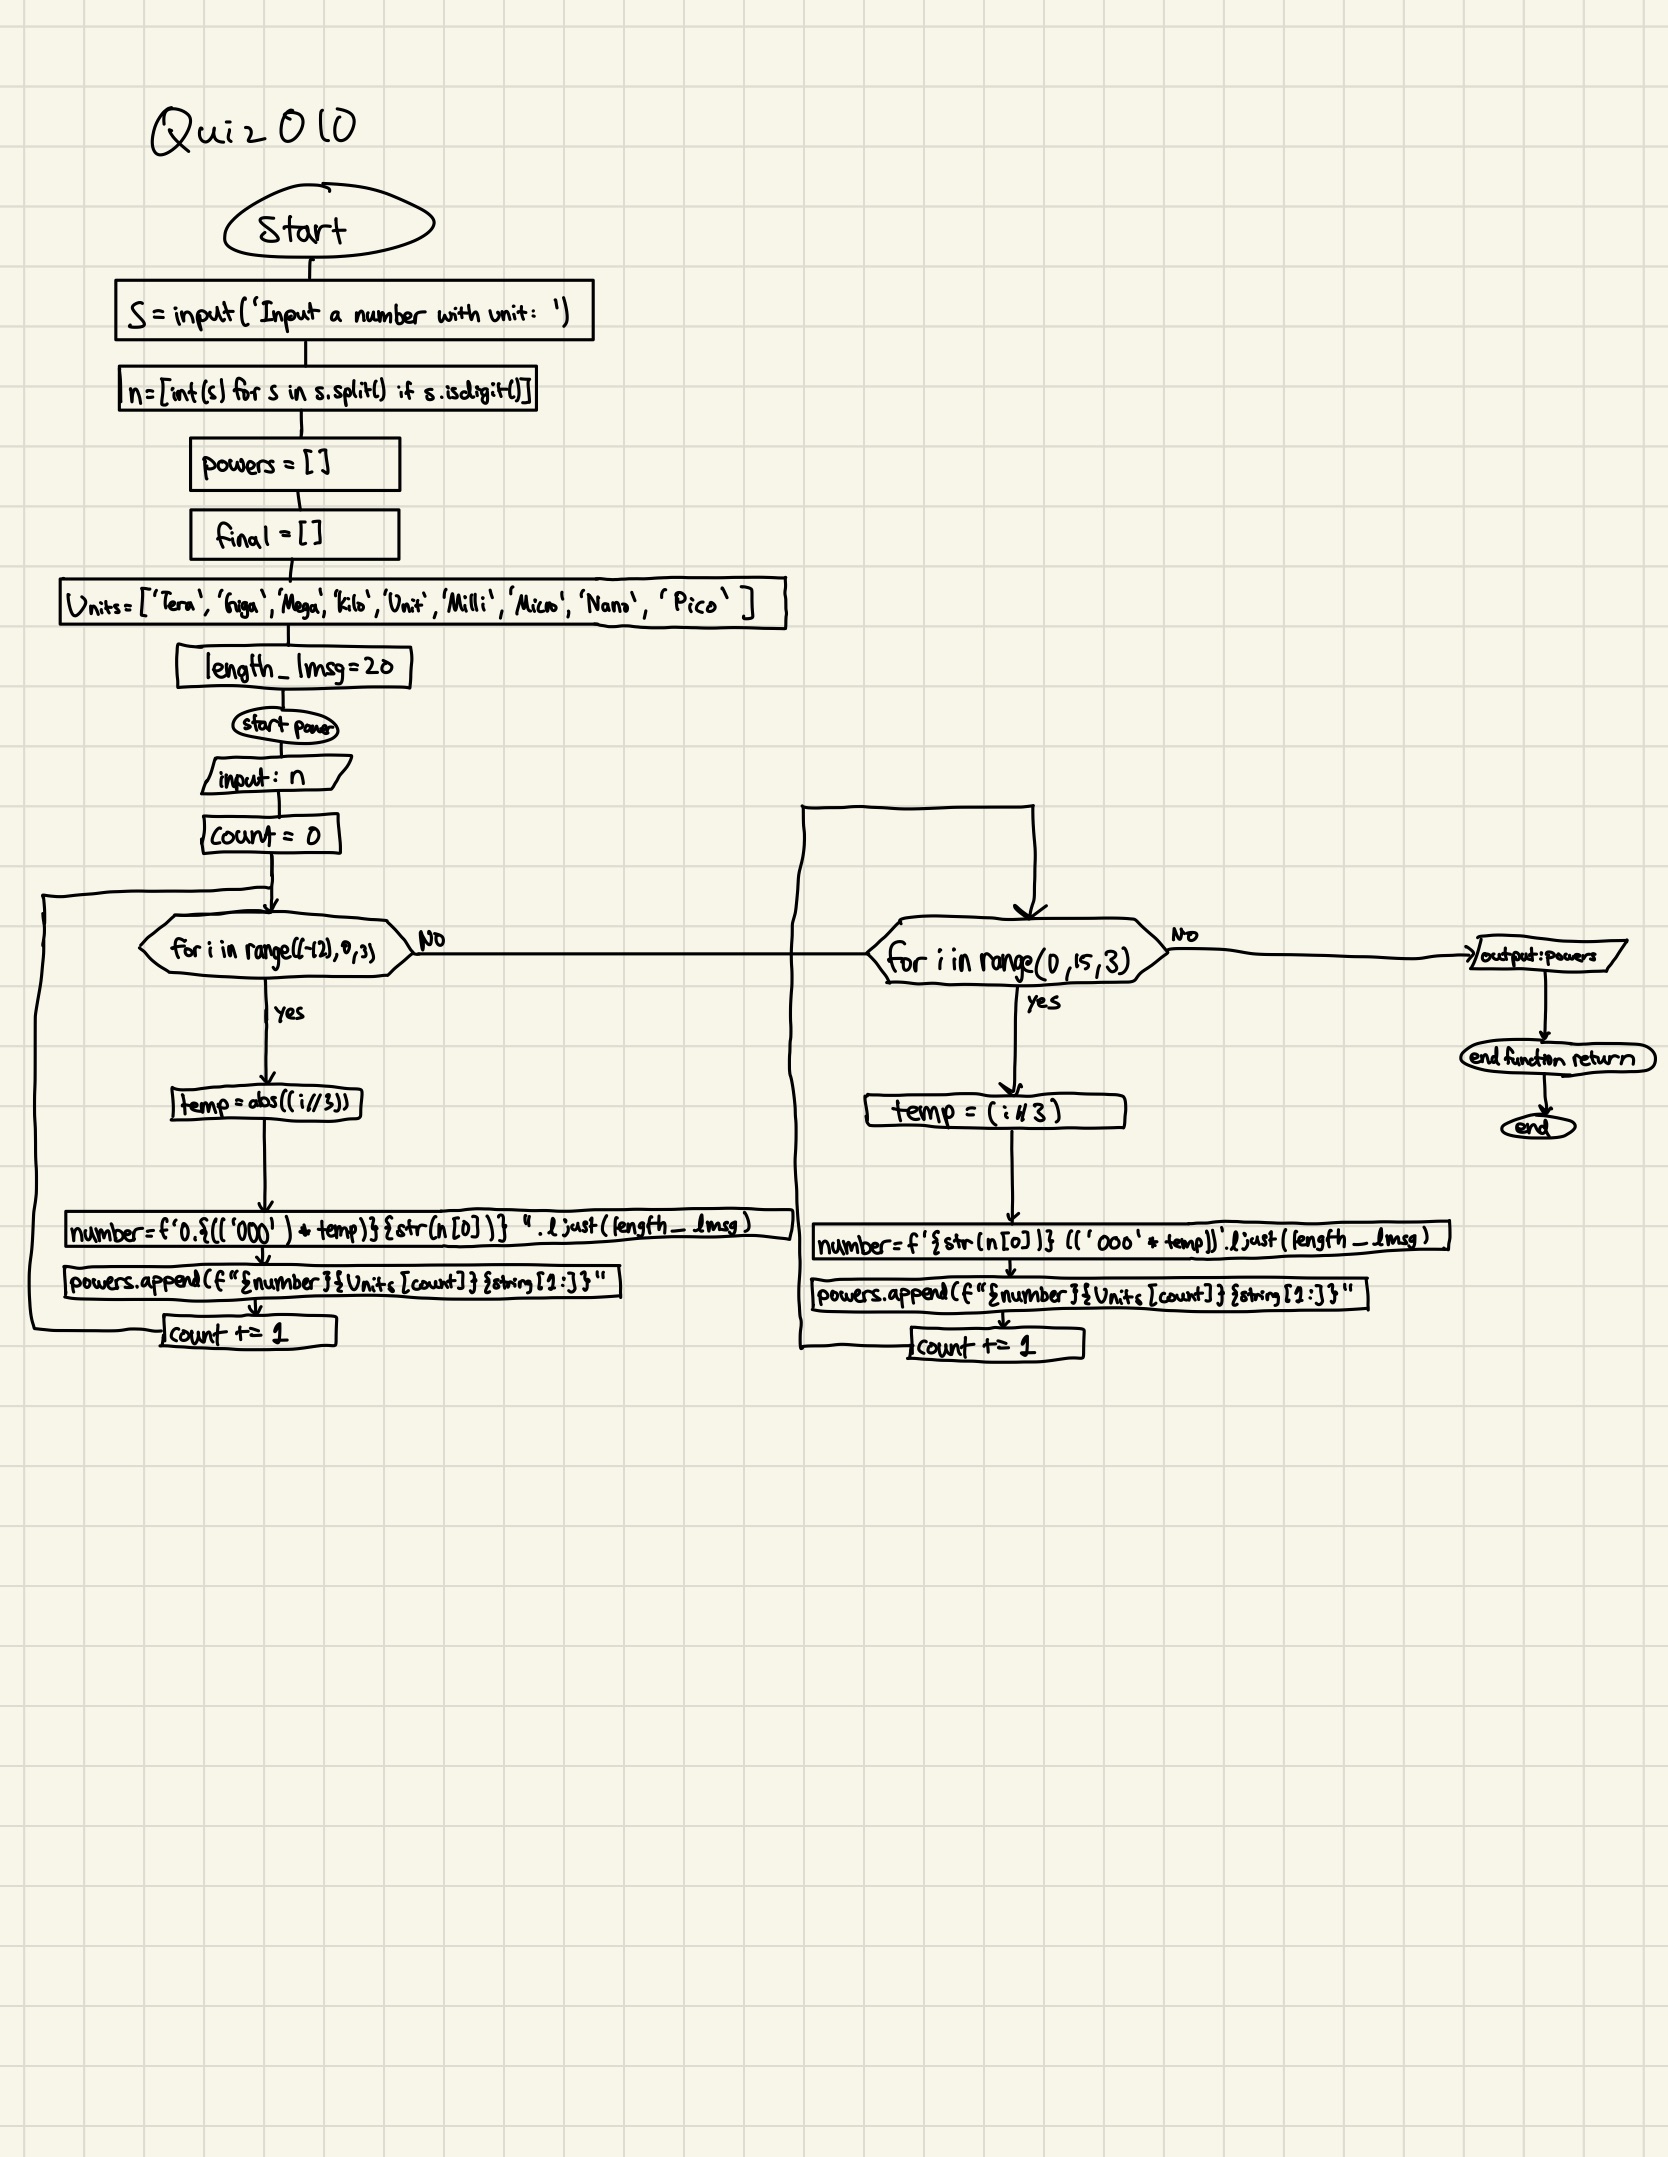 Quiz 010
Start
S = input('Input a number with unit: ')
n=[int(s) for s in s.split() if s.isdigit()]
powers = []
final = []
Units=['Tera','Giga','Mega','Kilo','Unit','Milli','Micro','Nano','Pico']
length_lmsg=20
start power
input: n
count = 0
for i in range((-12),0,3)
No
yes
temp=abs((i//3))
number=f'0.{(('000')*temp)}{str(n[0])}".ljust(length_lmsg)
powers.append(f"{number}{Units[count]}{string[1:]}"
count += 1
for i in range(0,15,3)
No
yes
temp = (i//3)
number=f'{str(n[0])}(('000'*temp))'.ljust(length_lmsg)
powers.append(f"{number}{Units[count]}{string[1:]}"
count += 1
output:powers
end function return
end